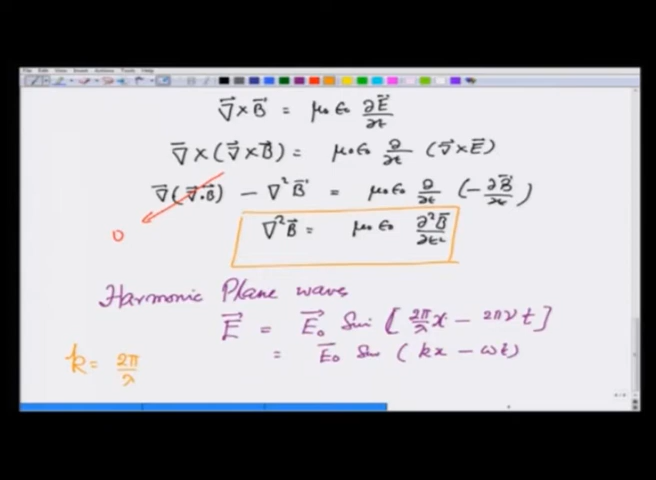 ∇⃗×B⃗ = μ₀ε₀ ∂E⃗/∂t
∇⃗×(∇⃗×B⃗) = μ₀ε₀ ∂/∂t (∇⃗×E⃗)
∇⃗(∇⃗.B⃗) − ∇²B⃗ = μ₀ε₀ ∂/∂t (−∂B⃗/∂t)
0
∇²B⃗ = μ₀ε₀ ∂²B⃗/∂t²
Harmonic Plane waves
E⃗ = E⃗₀ Sin [2π/λ x − 2πνt]
= E⃗₀ Sin (kx − ωt)
k = 2π/λ